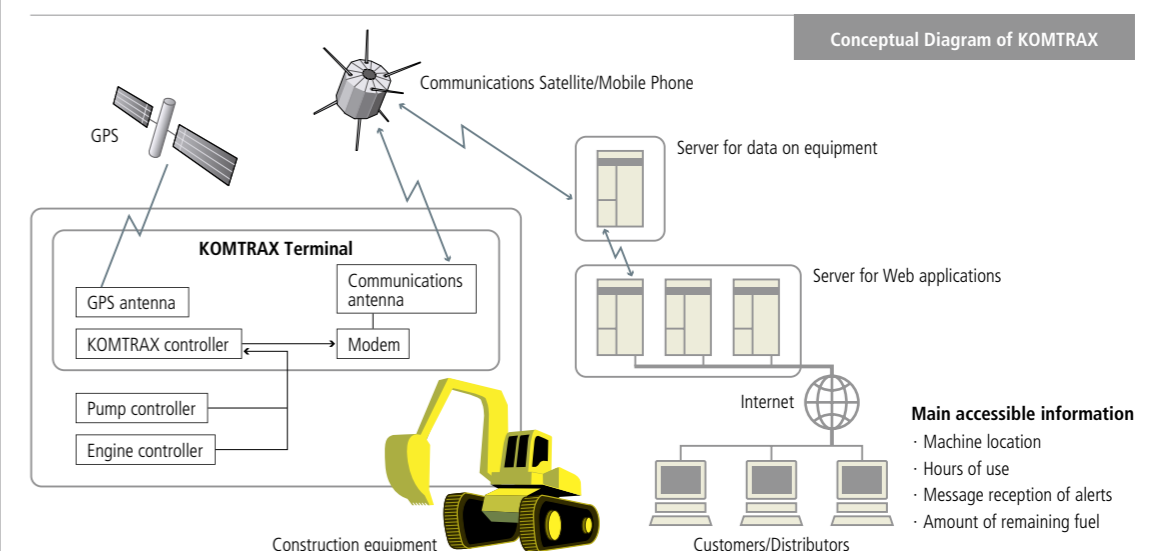 Conceptual Diagram of KOMTRAX
Communications Satellite/Mobile Phone
GPS
Server for data on equipment
KOMTRAX Terminal
Communications
antenna
GPS antenna
KOMTRAX controller
Modem
Server for Web applications
Pump controller
Engine controller
Internet
Main accessible information
· Machine location
· Hours of use
· Message reception of alerts
· Amount of remaining fuel
Construction equipment
Customers/Distributors